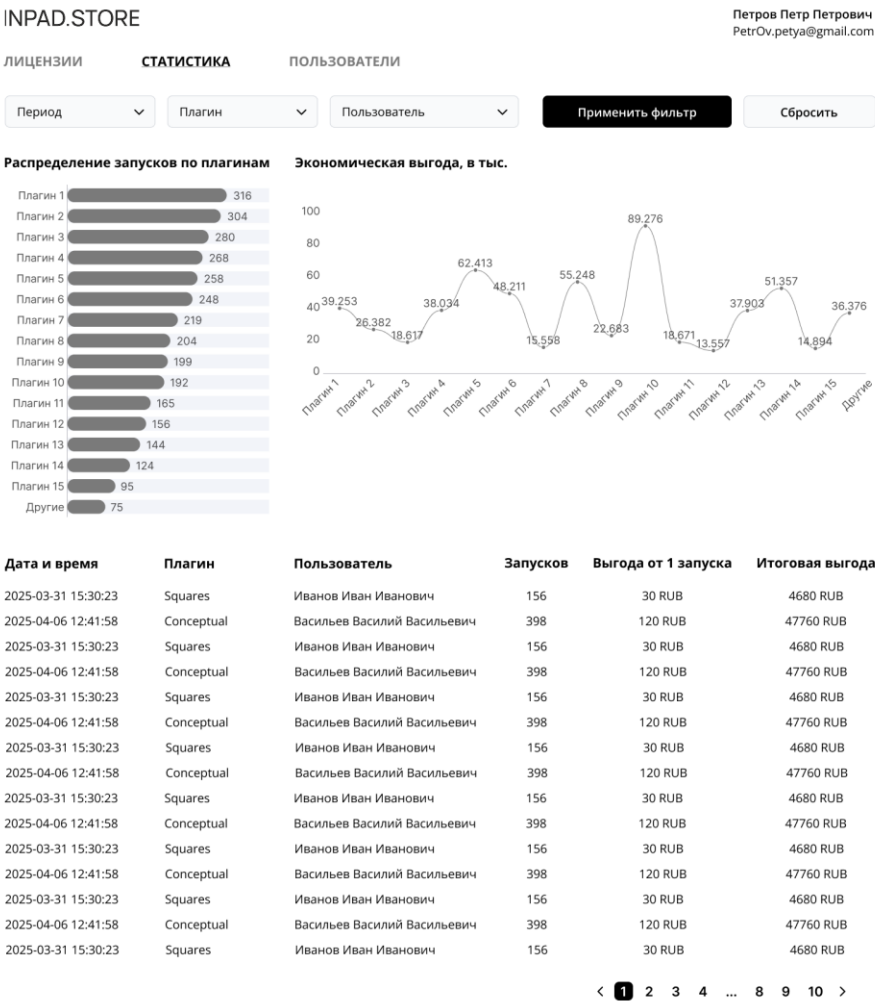 INPAD.STORE
Петров Петр Петрович
PetrOv.petya@gmail.com
ЛИЦЕНЗИИ СТАТИСТИКА ПОЛЬЗОВАТЕЛИ
Период Плагин Пользователь Применить фильтр Сбросить
Распределение запусков по плагинам
Плагин 1 316
Плагин 2 304
Плагин 3 280
Плагин 4 268
Плагин 5 258
Плагин 6 248
Плагин 7 219
Плагин 8 204
Плагин 9 199
Плагин 10 192
Плагин 11 165
Плагин 12 156
Плагин 13 144
Плагин 14 124
Плагин 15 95
Другие 75
Экономическая выгода, в тыс.
100
80
60
40
20
0
39.253
26.382
18.617
38.034
62.413
48.211
15.558
55.248
22.683
89.276
18.671
13.557
37.903
51.357
14.894
36.376
Плагин 1
Плагин 2
Плагин 3
Плагин 4
Плагин 5
Плагин 6
Плагин 7
Плагин 8
Плагин 9
Плагин 10
Плагин 11
Плагин 12
Плагин 13
Плагин 14
Плагин 15
Другие
Дата и время Плагин Пользователь Запусков Выгода от 1 запуска Итоговая выгода
2025-03-31 15:30:23 Squares Иванов Иван Иванович 156 30 RUB 4680 RUB
2025-04-06 12:41:58 Conceptual Васильев Василий Васильевич 398 120 RUB 47760 RUB
2025-03-31 15:30:23 Squares Иванов Иван Иванович 156 30 RUB 4680 RUB
2025-04-06 12:41:58 Conceptual Васильев Василий Васильевич 398 120 RUB 47760 RUB
2025-03-31 15:30:23 Squares Иванов Иван Иванович 156 30 RUB 4680 RUB
2025-04-06 12:41:58 Conceptual Васильев Василий Васильевич 398 120 RUB 47760 RUB
2025-03-31 15:30:23 Squares Иванов Иван Иванович 156 30 RUB 4680 RUB
2025-04-06 12:41:58 Conceptual Васильев Василий Васильевич 398 120 RUB 47760 RUB
2025-03-31 15:30:23 Squares Иванов Иван Иванович 156 30 RUB 4680 RUB
2025-04-06 12:41:58 Conceptual Васильев Василий Васильевич 398 120 RUB 47760 RUB
2025-03-31 15:30:23 Squares Иванов Иван Иванович 156 30 RUB 4680 RUB
2025-04-06 12:41:58 Conceptual Васильев Василий Васильевич 398 120 RUB 47760 RUB
2025-03-31 15:30:23 Squares Иванов Иван Иванович 156 30 RUB 4680 RUB
2025-04-06 12:41:58 Conceptual Васильев Василий Васильевич 398 120 RUB 47760 RUB
2025-03-31 15:30:23 Squares Иванов Иван Иванович 156 30 RUB 4680 RUB
< 1 2 3 4 ... 8 9 10 >